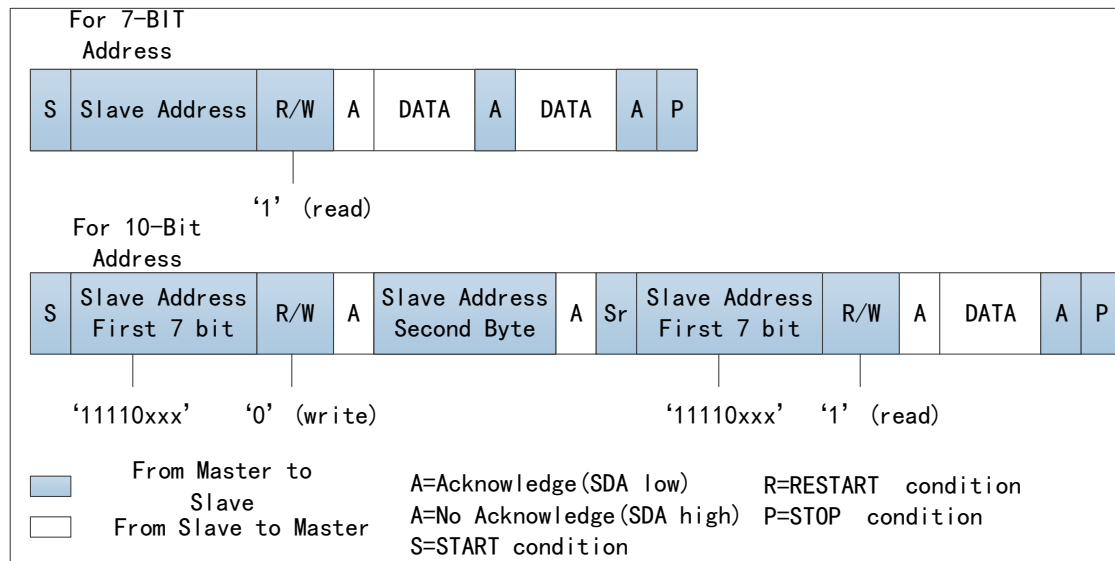 For 7-BIT
Address
S Slave Address R/W A DATA A DATA A P
‘1’ (read)
For 10-Bit
Address
S Slave Address First 7 bit R/W A Slave Address Second Byte A Sr Slave Address First 7 bit R/W A DATA A P
‘11110xxx’ ‘0’ (write) ‘11110xxx’ ‘1’ (read)
From Master to
Slave
From Slave to Master
A=Acknowledge(SDA low)
A=No Acknowledge(SDA high)
S=START condition
R=RESTART condition
P=STOP condition